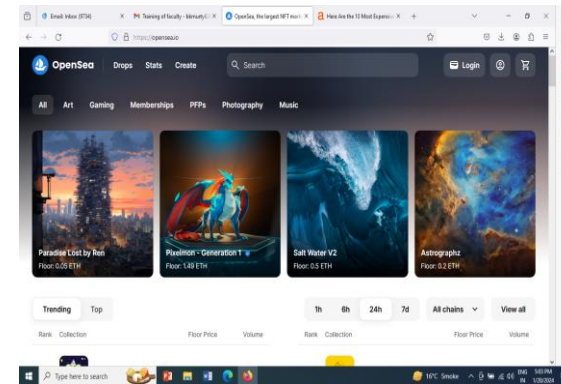 Email: Inbox (5734)
Training of faculty -
OpenSea, the largest NFT mark
Here Are the 10 Most Expensive
https://opensea.io
OpenSea Drops Stats Create Search Login
All Art Gaming Memberships PFPs Photography Music
Paradise Lost by Ren
Floor: 0.05 ETH
Pixelmon - Generation 1
Floor: 1.49 ETH
Salt Water V2
Floor: 0.5 ETH
Astrographz
Floor: 0.2 ETH
Trending Top 1h 6h 24h 7d All chains View all
Rank Collection Floor Price Volume Rank Collection Floor Price Volume
Type here to search
16°C Smoke
ENG
IN
5:03 PM
1/20/2024